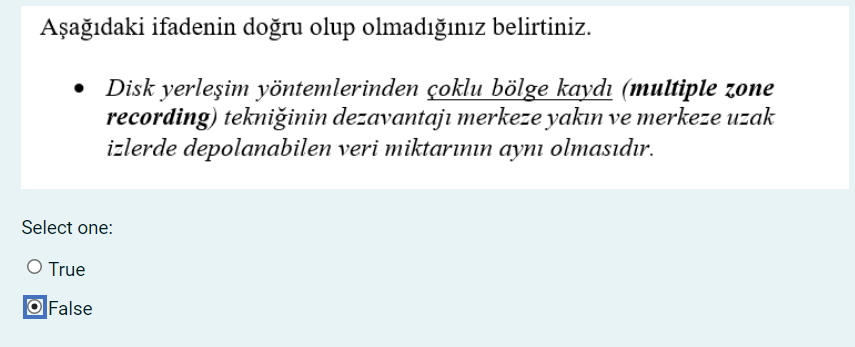 Aşağıdaki ifadenin doğru olup olmadığınız belirtiniz.
• Disk yerleşim yöntemlerinden çoklu bölge kaydı (multiple zone
recording) tekniğinin dezavantajı merkeze yakın ve merkeze uzak
izlerde depolanabilen veri miktarının aynı olmasıdır.
Select one:
True
False